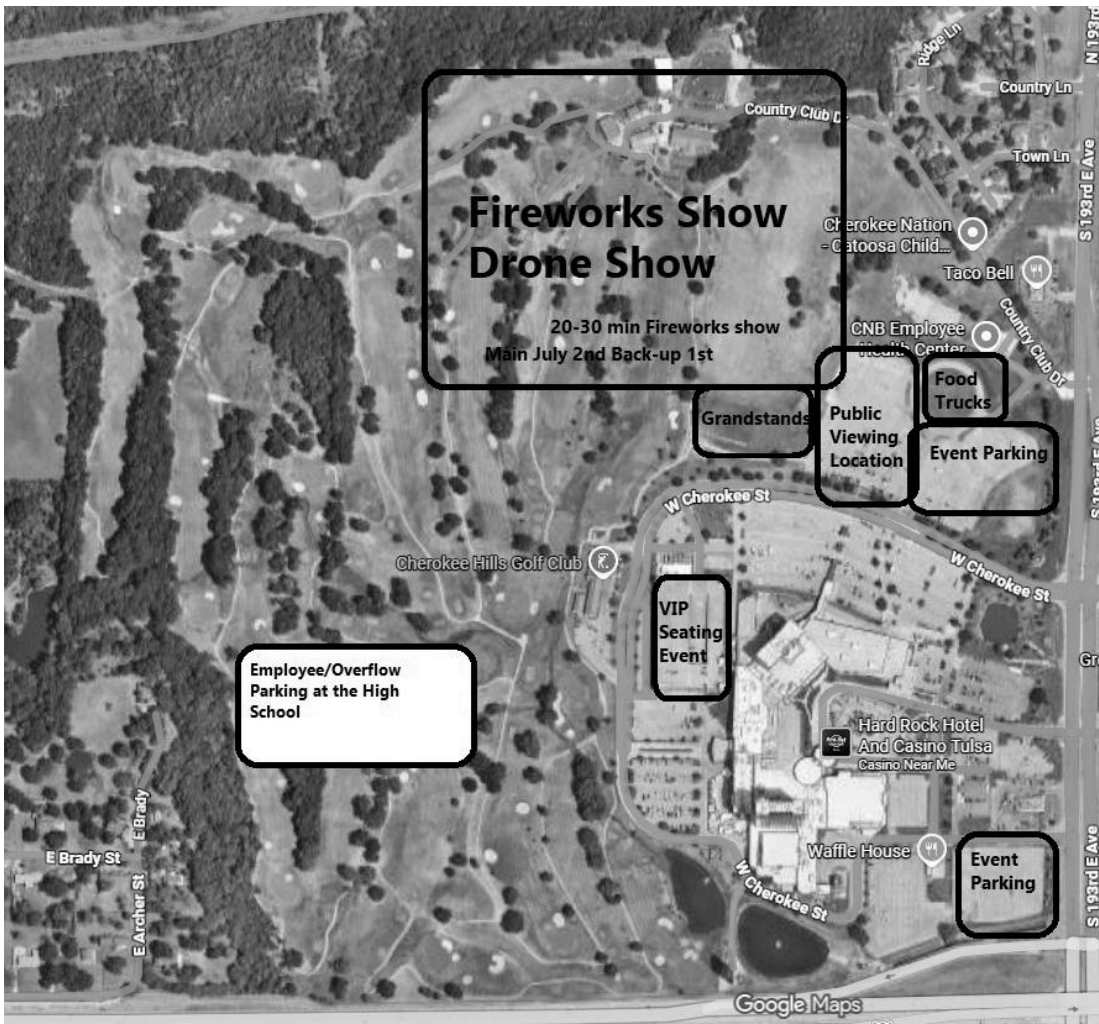 N 193rd
Ridge Ln
Country Ln
Country Club Dr
Town Ln
S 193rd E Ave
Fireworks Show
Drone Show
Cherokee Nation
- Catoosa Child...
Taco Bell
20-30 min Fireworks show
Main July 2nd Back-up 1st
CNB Employee
Health Center
Country Club Dr
Food
Trucks
Grandstands
Public
Viewing
Location
Event Parking
S 193rd E Ave
W Cherokee St
W Cherokee St
Cherokee Hills Golf Club
VIP
Seating
Event
Employee/Overflow
Parking at the High
School
Gr
Hard Rock Hotel
And Casino Tulsa
Casino Near Me
E Brady
E Brady St
Waffle House
Event
Parking
S 193rd E Ave
W Cherokee St
E Archer St
Google Maps